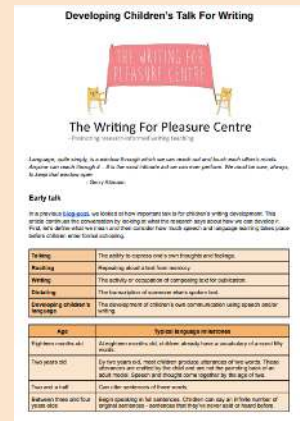 Developing Children's Talk For Writing
THE WRITING FOR
PLEASURE CENTRE
The Writing For Pleasure Centre
- Promoting research-informed writing teaching
Language, quite simply, is a window through which we can reach out and touch each other's minds.
Anyone can reach through it - it is the most intimate act we can ever perform. We must be sure, always,
to keep that window open
- Gerry Altmann
Early talk
In a previous blog-post, we looked at how important talk is for children's writing development. This
article continues the conversation by looking at what the research says about how we can develop it.
First, let's define what we mean and then consider how much speech and language learning takes place
before children enter formal schooling.
Talking The ability to express one's own thoughts and feelings.
Reciting Repeating aloud a text from memory.
Writing The activity or occupation of composing text for publication.
Dictating The transcription of someone else's spoken text.
Developing children's The development of children's own communication using speech and/or
language writing.
Age Typical language milestones
Eighteen months old At eighteen months old, children already have a vocabulary of around fifty
words.
Two years old By two years old, most children produce utterances of two words. These
utterances are crafted by the child and are not the parroting back of an
adult model. Speech and thought come together by the age of two.
Two and a half Can utter sentences of three words.
Between three and four Begin speaking in full sentences. Children can say an infinite number of
years old original sentences - sentences that they've never said or heard before.